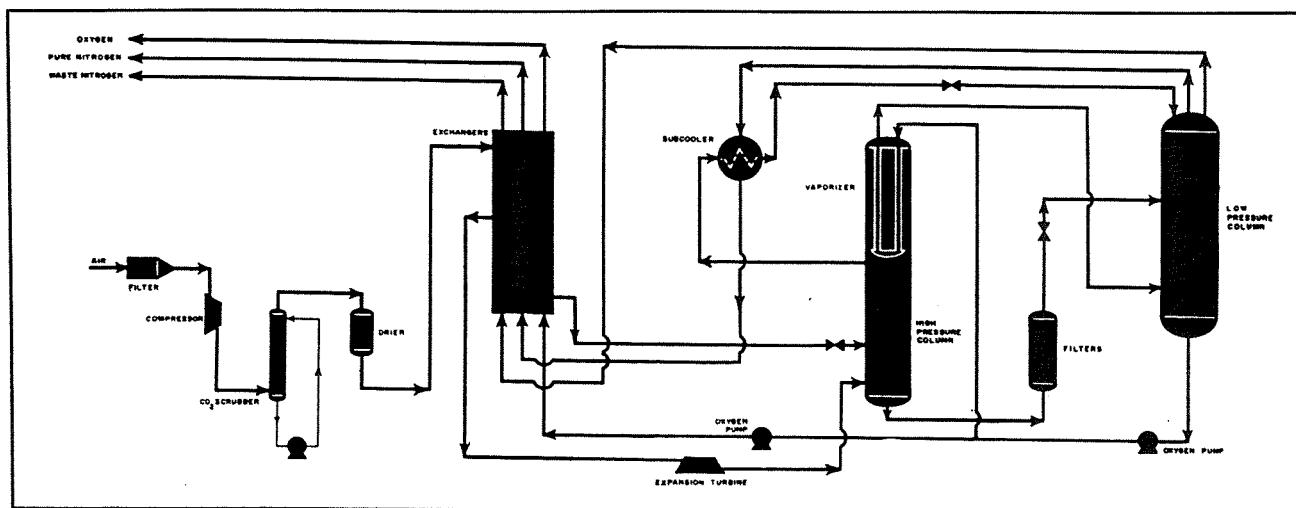 OXYGEN
PURE NITROGEN
WASTE NITROGEN
EXCHANGERS
SUBCOOLER
VAPORIZER
LOW
PRESSURE
COLUMN
AIR
FILTER
COMPRESSOR
DRIER
HIGH
PRESSURE
COLUMN
FILTERS
CO2 SCRUBBER
OXYGEN
PUMP
OXYGEN PUMP
EXPANSION TURBINE